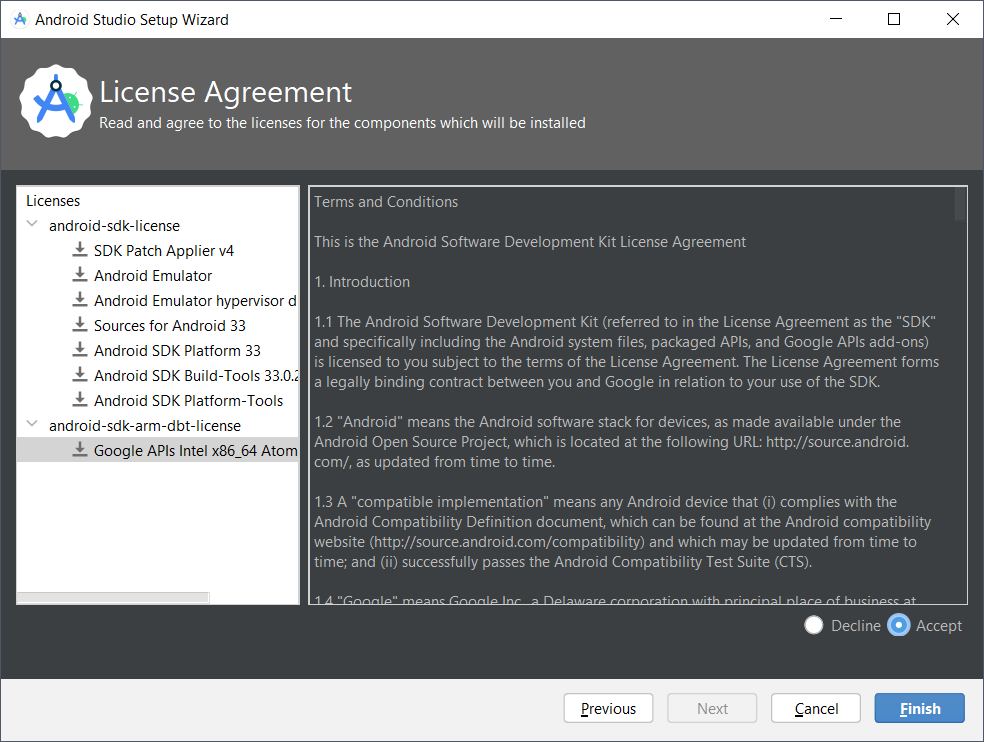 Android Studio Setup Wizard
License Agreement
Read and agree to the licenses for the components which will be installed
Licenses
android-sdk-license
SDK Patch Applier v4
Android Emulator
Android Emulator hypervisor d
Sources for Android 33
Android SDK Platform 33
Android SDK Build-Tools 33.0.2
Android SDK Platform-Tools
android-sdk-arm-dbt-license
Google APIs Intel x86_64 Atom
Terms and Conditions
This is the Android Software Development Kit License Agreement
1. Introduction
1.1 The Android Software Development Kit (referred to in the License Agreement as the "SDK"
and specifically including the Android system files, packaged APIs, and Google APIs add-ons)
is licensed to you subject to the terms of the License Agreement. The License Agreement forms
a legally binding contract between you and Google in relation to your use of the SDK.
1.2 "Android" means the Android software stack for devices, as made available under the
Android Open Source Project, which is located at the following URL: http://source.android.
com/, as updated from time to time.
1.3 A "compatible implementation" means any Android device that (i) complies with the
Android Compatibility Definition document, which can be found at the Android compatibility
website (http://source.android.com/compatibility) and which may be updated from time to
time; and (ii) successfully passes the Android Compatibility Test Suite (CTS).
1.4 "Google" means Google Inc., a Delaware corporation with principal place of business at
Decline
Accept
Previous
Next
Cancel
Finish